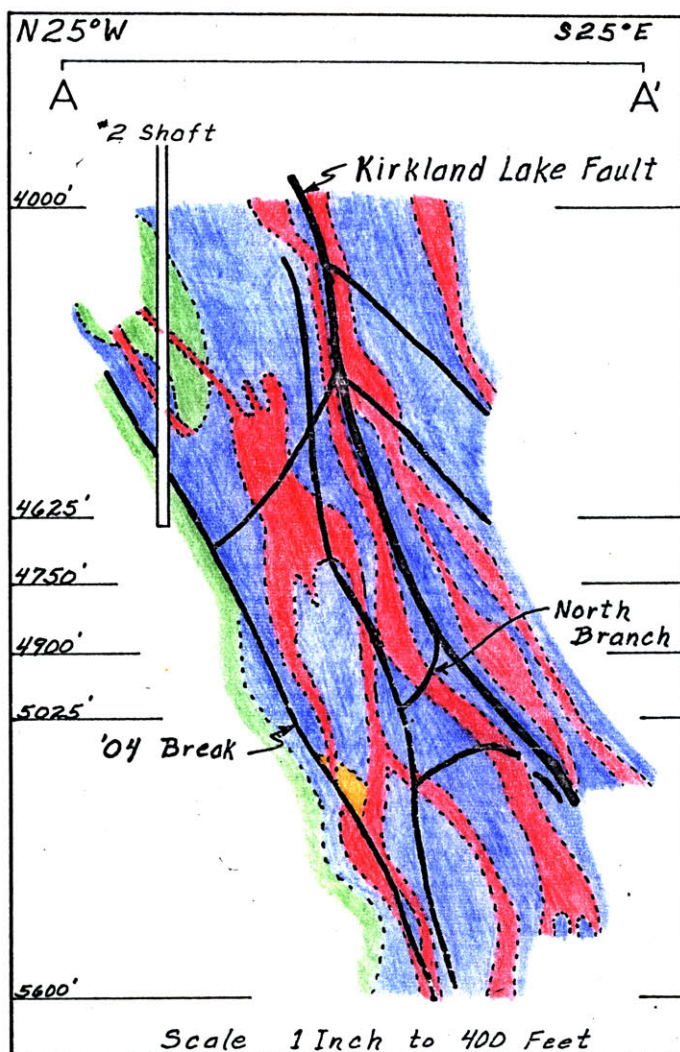 N25°W S25°E
A A'
#2 Shaft
Kirkland Lake Fault
4000'
4625'
4750'
North
Branch
4900'
5025'
'04 Break
5600'
Scale 1 Inch to 400 Feet